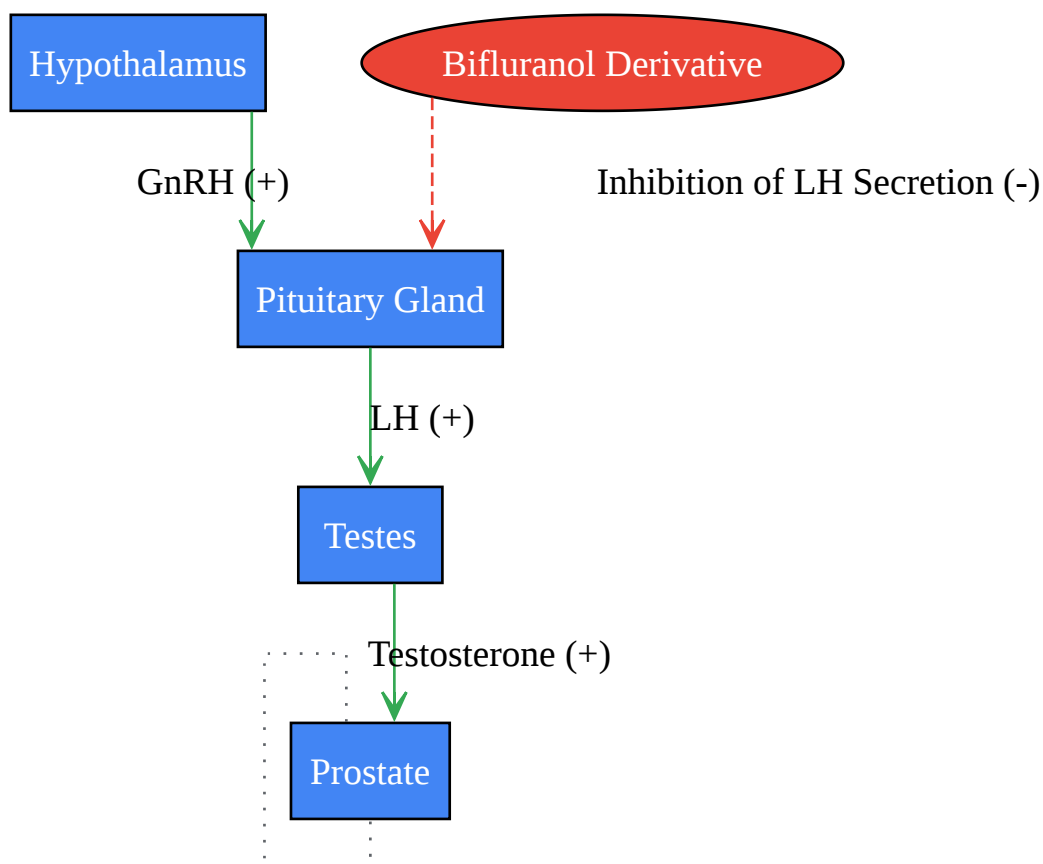 Hypothalamus
Bifluranol Derivative
GnRH (+)
Inhibition of LH Secretion (-)
Pituitary Gland
LH (+)
Testes
Testosterone (+)
Prostate